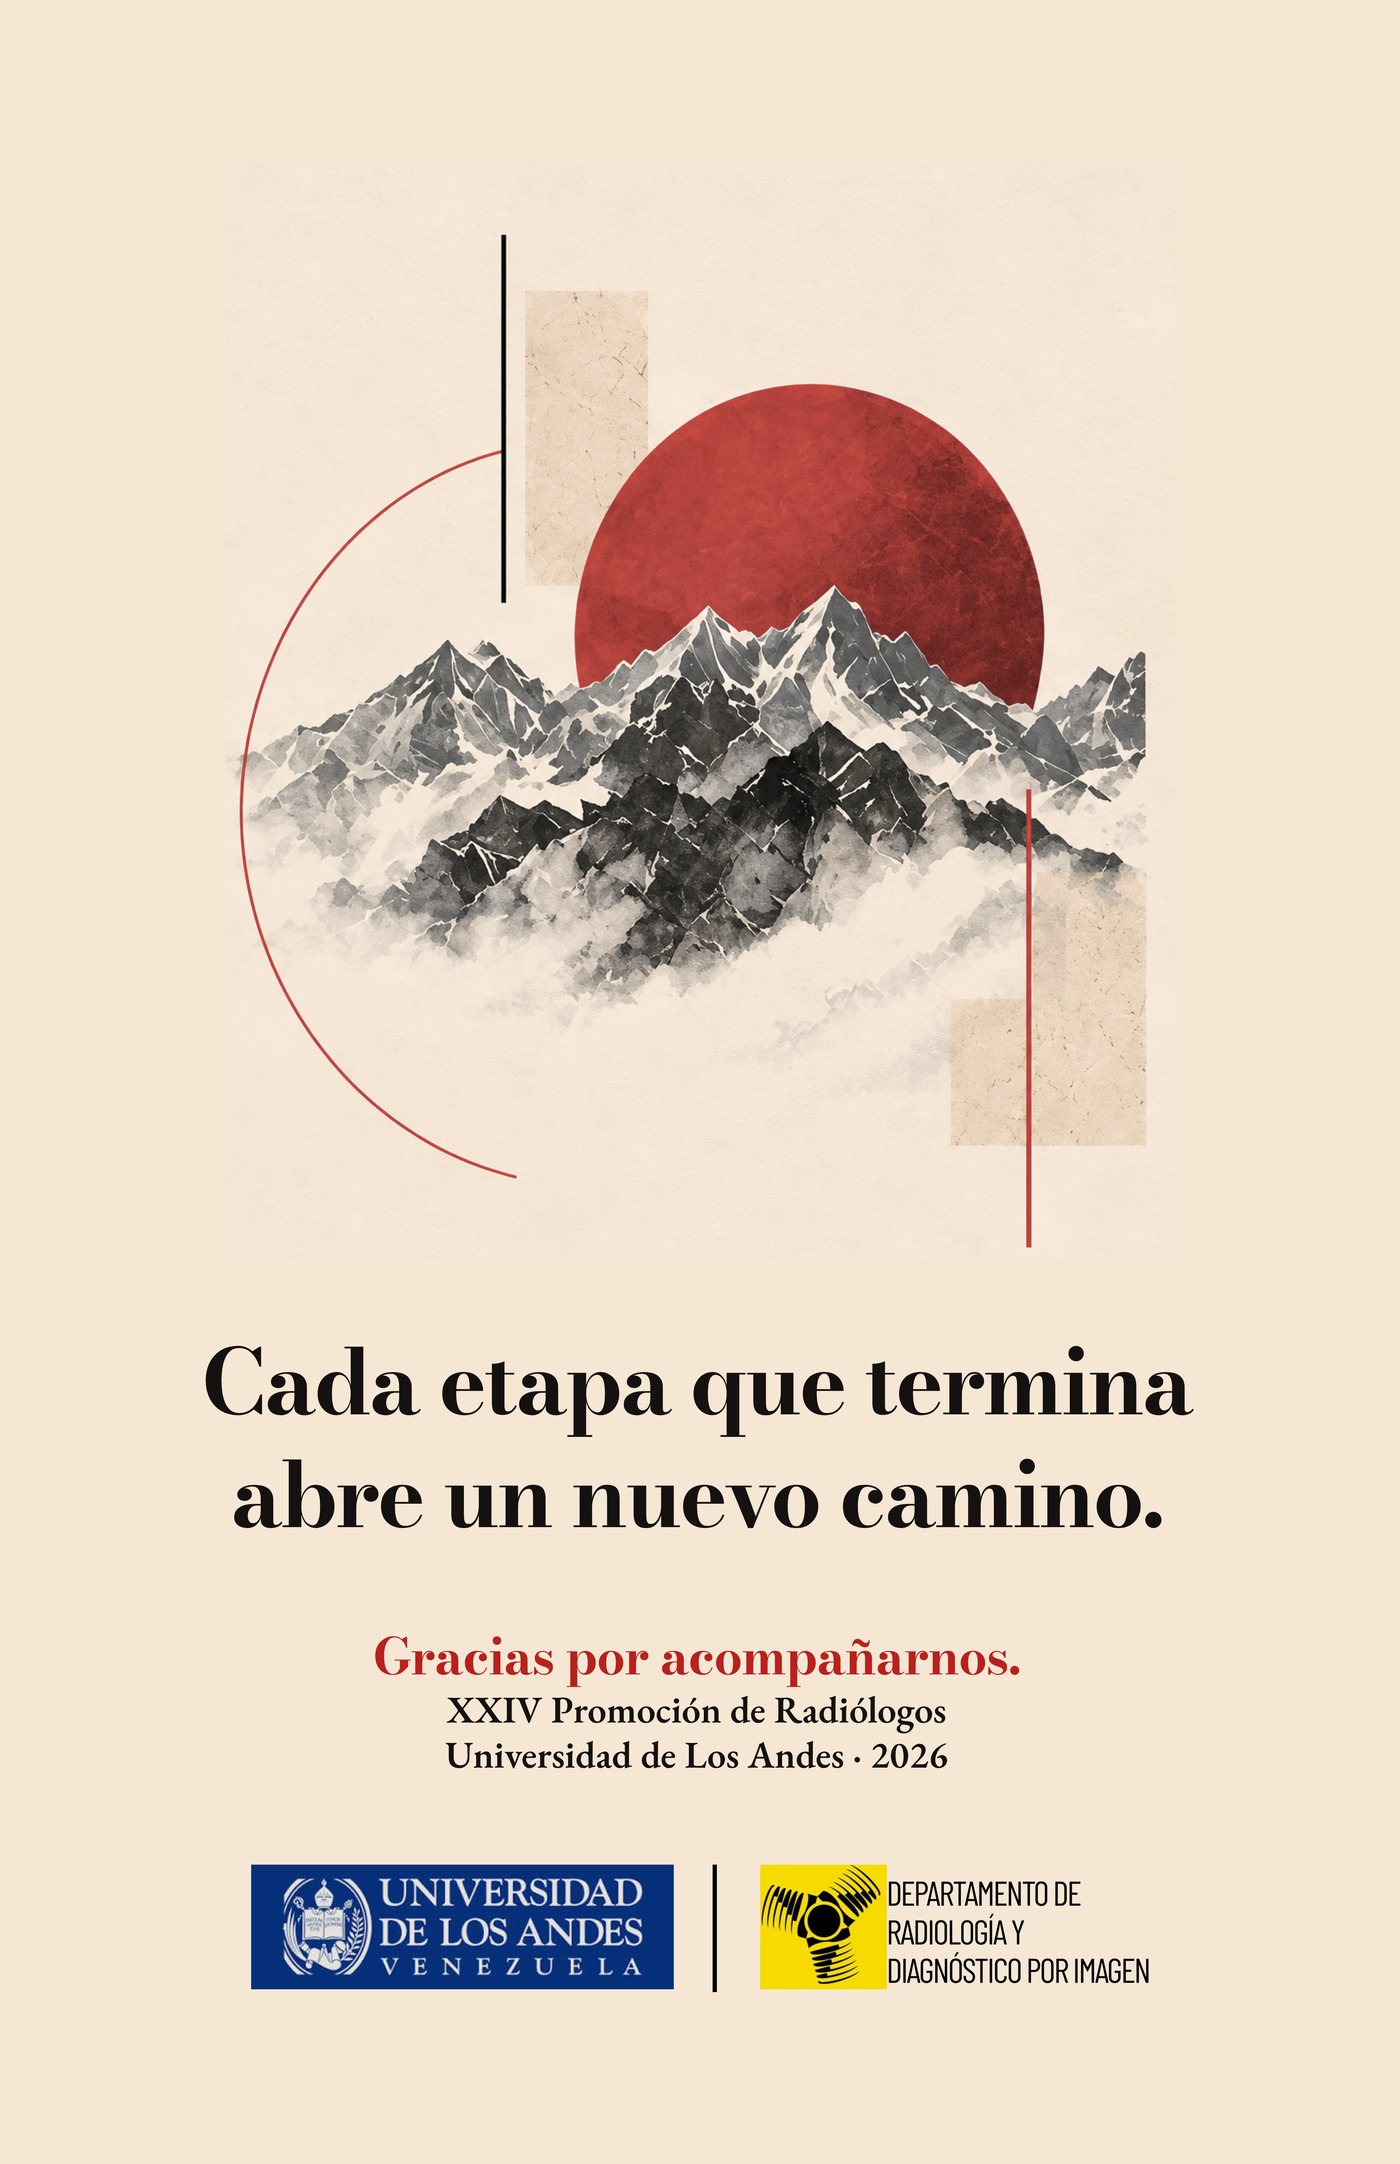 Cada etapa que termina
abre un nuevo camino.
Gracias por acompañarnos.
XXIV Promoción de Radiólogos
Universidad de Los Andes · 2026
UNIVERSIDAD
DE LOS ANDES
VENEZUELA
DEPARTAMENTO DE
RADIOLOGÍA Y
DIAGNÓSTICO POR IMAGEN